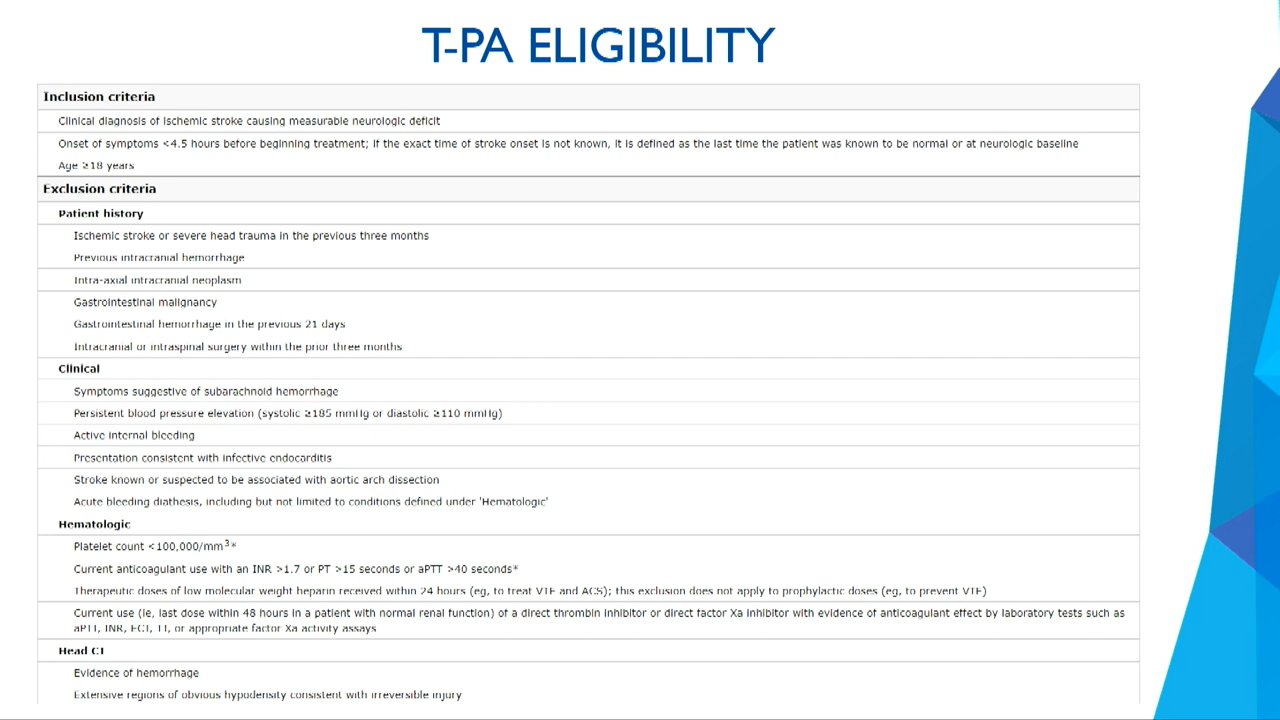 T-PA ELIGIBILITY
Inclusion criteria
Clinical diagnosis of ischemic stroke causing measurable neurologic deficit
Onset of symptoms <4.5 hours before beginning treatment; if the exact time of stroke onset is not known, it is defined as the last time the patient was known to be normal or at neurologic baseline
Age ≥18 years
Exclusion criteria
Patient history
Ischemic stroke or severe head trauma in the previous three months
Previous intracranial hemorrhage
Intra-axial intracranial neoplasm
Gastrointestinal malignancy
Gastrointestinal hemorrhage in the previous 21 days
Intracranial or intraspinal surgery within the prior three months
Clinical
Symptoms suggestive of subarachnoid hemorrhage
Persistent blood pressure elevation (systolic ≥185 mmHg or diastolic ≥110 mmHg)
Active internal bleeding
Presentation consistent with infective endocarditis
Stroke known or suspected to be associated with aortic arch dissection
Acute bleeding diathesis, including but not limited to conditions defined under 'Hematologic'
Hematologic
Platelet count <100,000/mm³*
Current anticoagulant use with an INR >1.7 or PT >15 seconds or aPTT >40 seconds*
Therapeutic doses of low molecular weight heparin received within 24 hours (eg, to treat VTE and ACS); this exclusion does not apply to prophylactic doses (eg, to prevent VTE)
Current use (ie, last dose within 48 hours in a patient with normal renal function) of a direct thrombin inhibitor or direct factor Xa inhibitor with evidence of anticoagulant effect by laboratory tests such as
aPTT, INR, ECT, TT, or appropriate factor Xa activity assays
Head CT
Evidence of hemorrhage
Extensive regions of obvious hypodensity consistent with irreversible injury